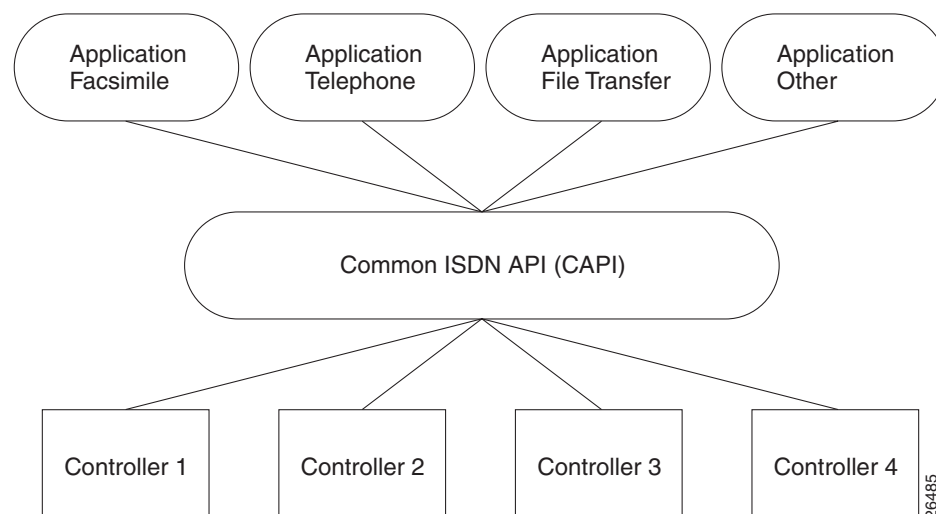 Application
Facsimile
Application
Telephone
Application
File Transfer
Application
Other
Common ISDN API (CAPI)
Controller 1
Controller 2
Controller 3
Controller 4
26485